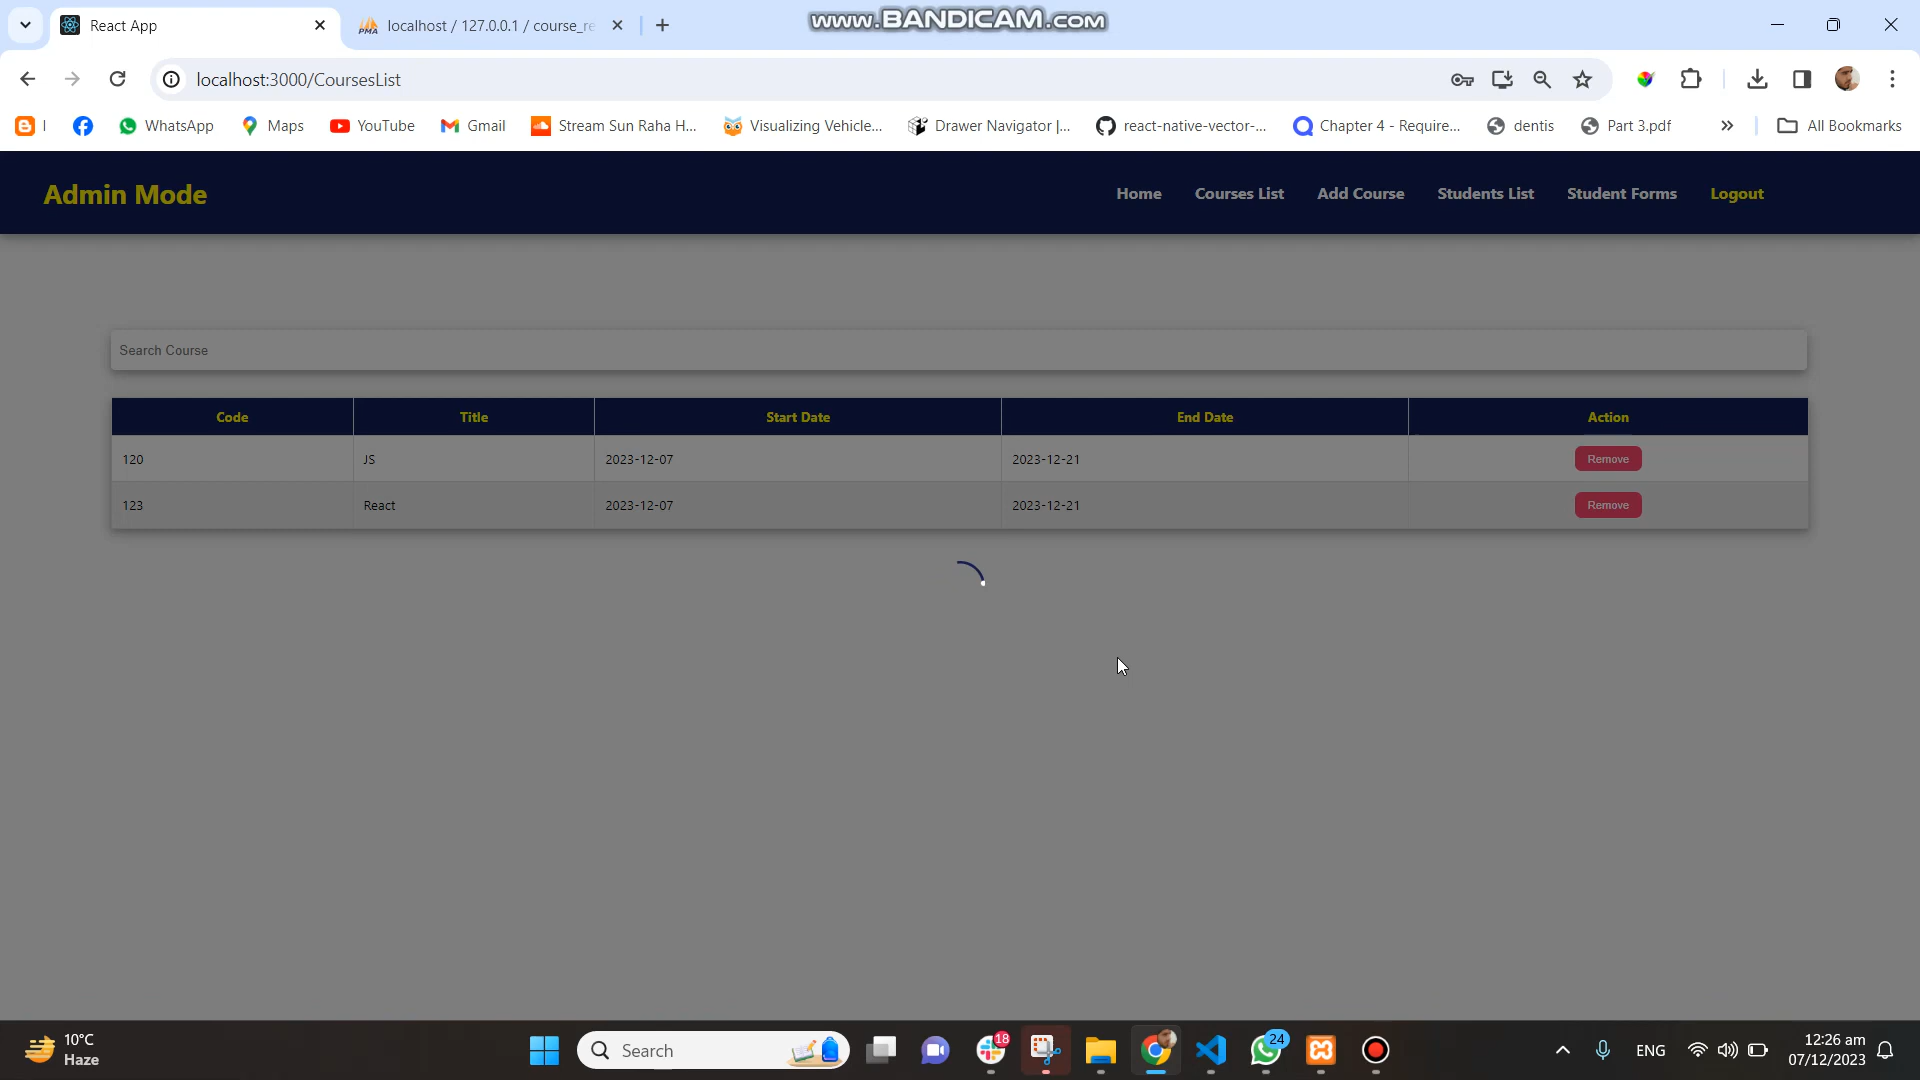 React App
localhost / 127.0.0.1 / course_re
www.BANDICAM.com
localhost:3000/CoursesList
I
WhatsApp
Maps
YouTube
Gmail
Stream Sun Raha H...
Visualizing Vehicle...
Drawer Navigator |...
react-native-vector-...
Chapter 4 - Require...
dentis
Part 3.pdf
All Bookmarks
Admin Mode
Home
Courses List
Add Course
Students List
Student Forms
Logout
Search Course
Code Title Start Date End Date Action
120 JS 2023-12-07 2023-12-21 Remove
123 React 2023-12-07 2023-12-21 Remove
10°C
Haze
Search
18
24
ENG
12:26 am
07/12/2023